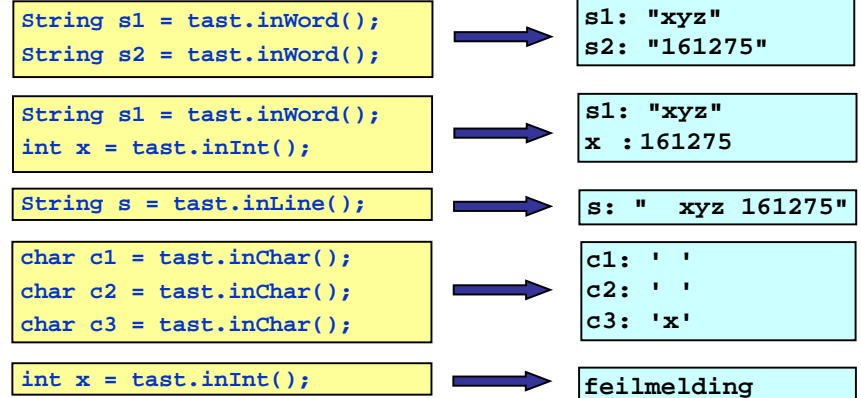 String s1 = tast.inWord();
String s2 = tast.inWord();
s1: "xyz"
s2: "161275"
String s1 = tast.inWord();
int x = tast.inInt();
s1: "xyz"
x : 161275
String s = tast.inLine();
s: "  xyz 161275"
char c1 = tast.inChar();
char c2 = tast.inChar();
char c3 = tast.inChar();
c1: ' '
c2: ' '
c3: 'x'
int x = tast.inInt();
feilmelding